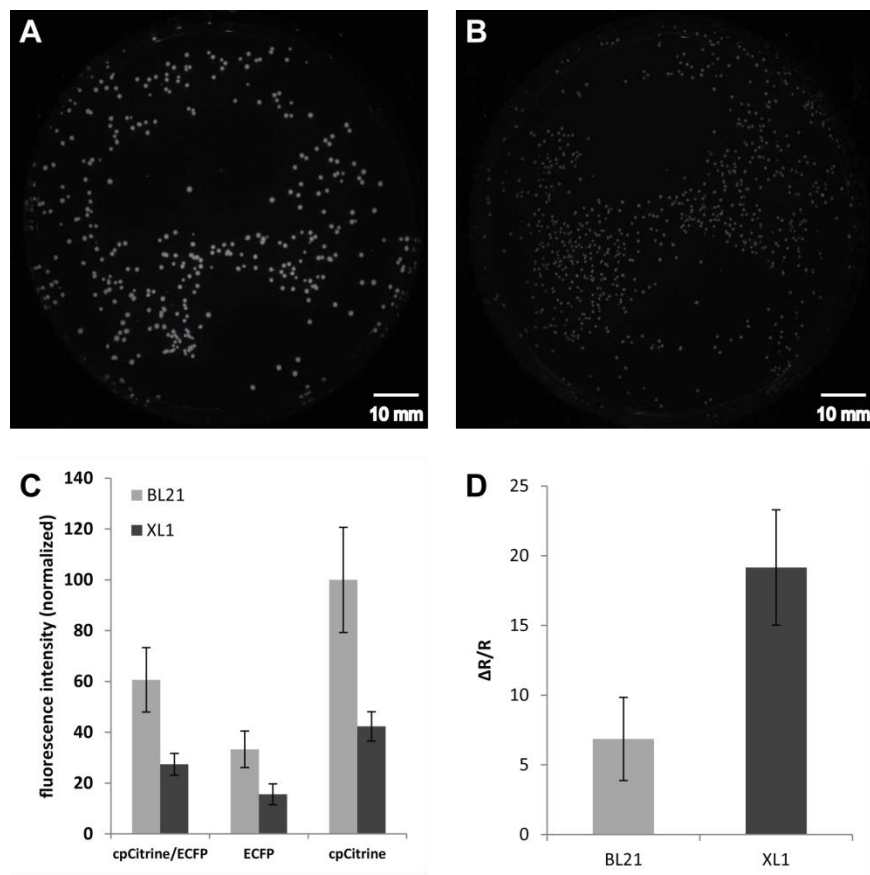 A
B
10 mm
10 mm
C
BL21
XL1
fluorescence intensity (normalized)
140
120
100
80
60
40
20
0
cpCitrine/ECFP
ECFP
cpCitrine
D
ΔR/R
25
20
15
10
5
0
BL21
XL1